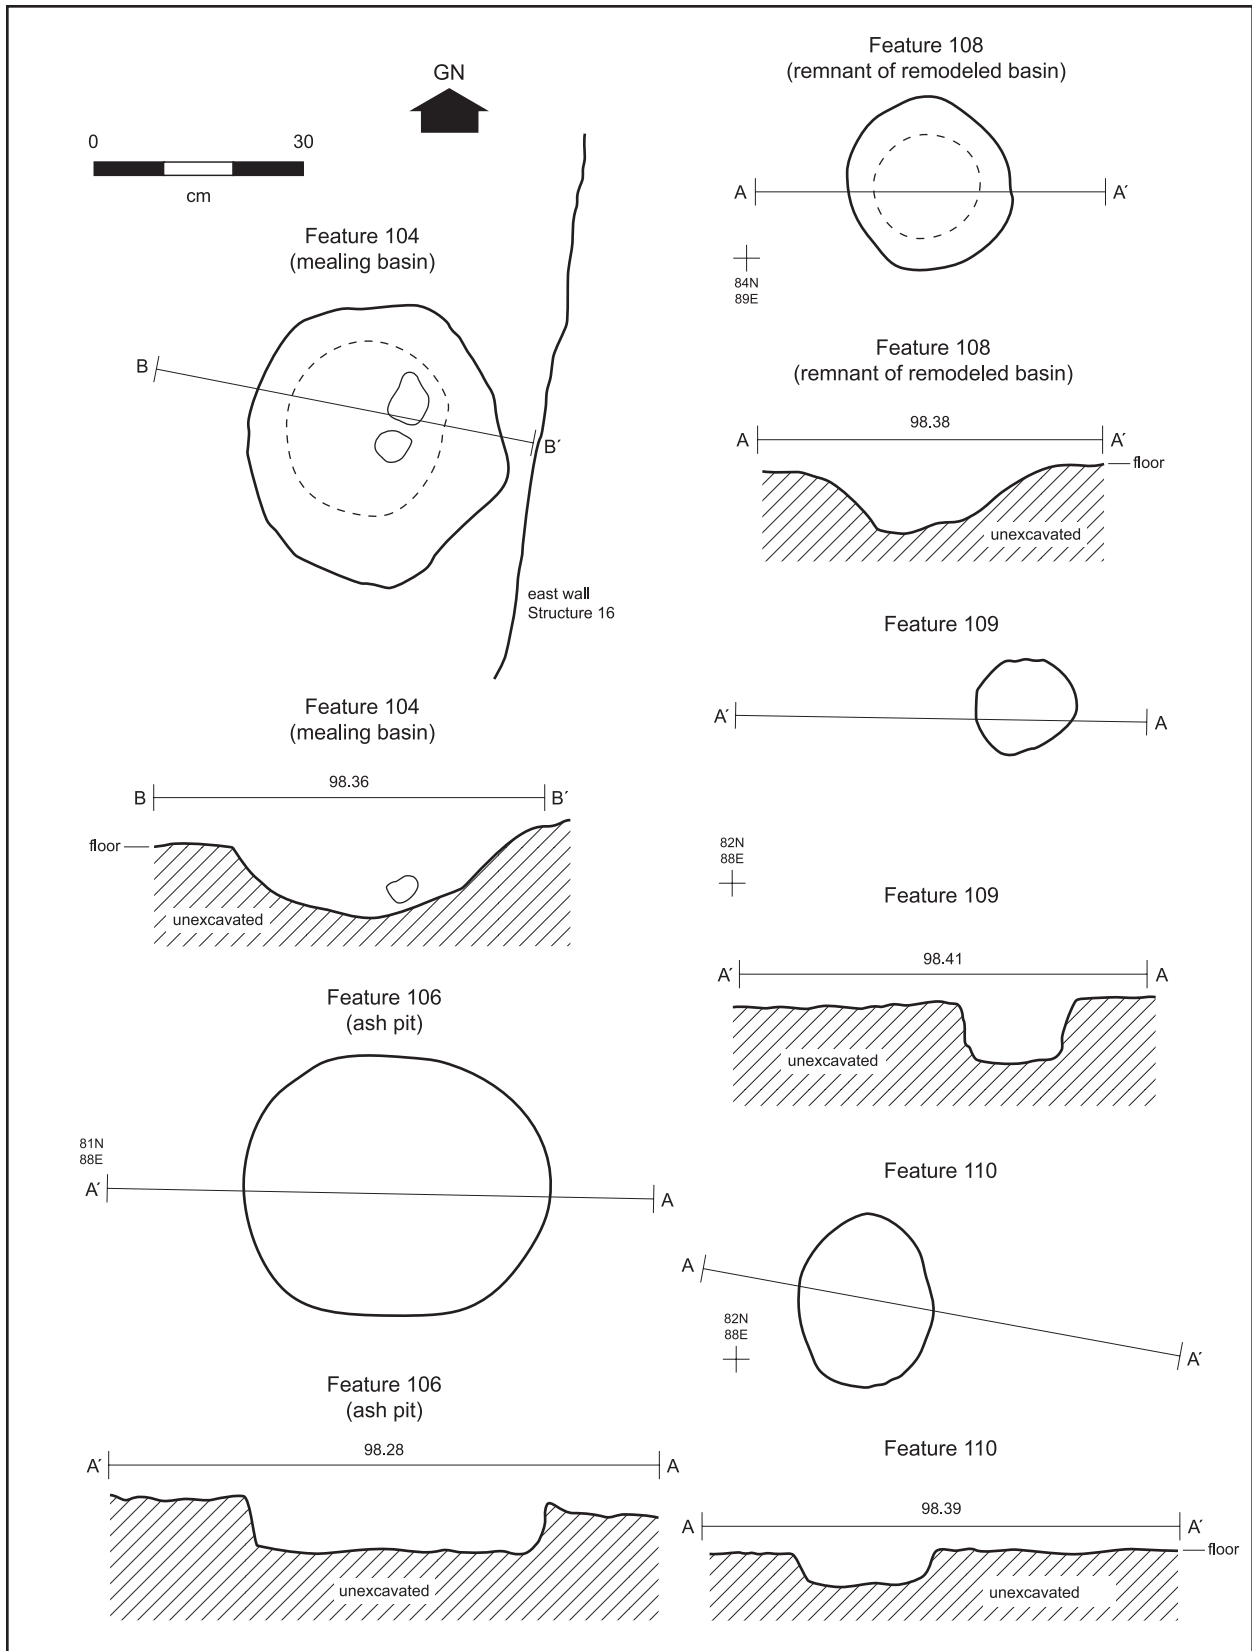 GN
0 30
cm
Feature 104
(mealing basin)
B
B′
east wall
Structure 16
Feature 104
(mealing basin)
98.36
B B′
floor
unexcavated
Feature 106
(ash pit)
81N
88E
A′ A
Feature 106
(ash pit)
98.28
A′ A
unexcavated
Feature 108
(remnant of remodeled basin)
A A′
84N
89E
Feature 108
(remnant of remodeled basin)
98.38
A A′
floor
unexcavated
Feature 109
A′ A
82N
88E
Feature 109
98.41
A′ A
unexcavated
Feature 110
A
82N
88E
A′
Feature 110
98.39
A A′
floor
unexcavated